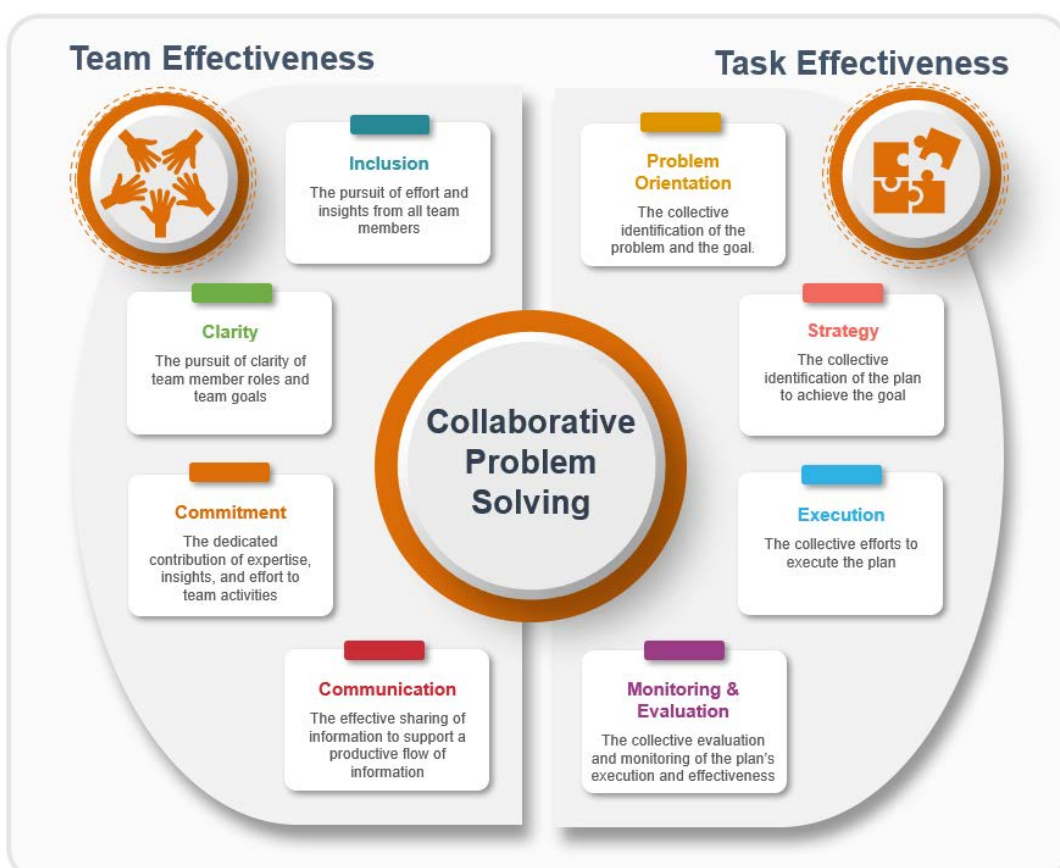 Team Effectiveness
Inclusion
The pursuit of effort and
insights from all team
members
Clarity
The pursuit of clarity of
team member roles and
team goals
Commitment
The dedicated
contribution of expertise,
insights, and effort to
team activities
Communication
The effective sharing of
information to support a
productive flow of
information
Collaborative
Problem
Solving
Task Effectiveness
Problem
Orientation
The collective
identification of the
problem and the goal.
Strategy
The collective
identification of the plan
to achieve the goal
Execution
The collective efforts to
execute the plan
Monitoring &
Evaluation
The collective evaluation
and monitoring of the plan's
execution and effectiveness